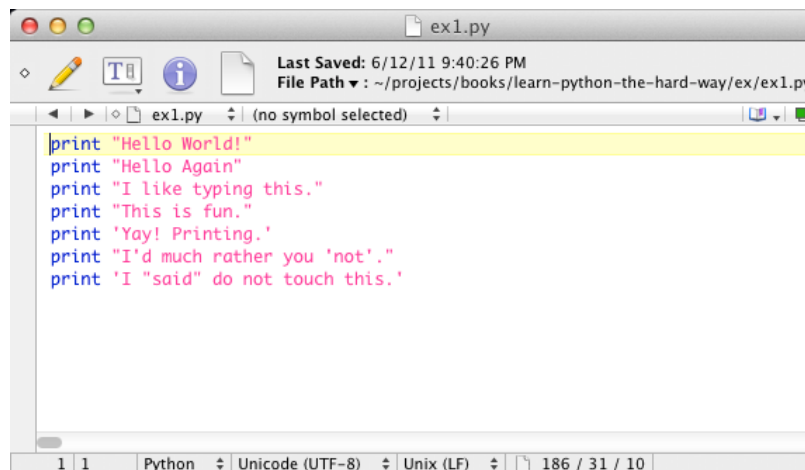 ex1.py
Last Saved: 6/12/11 9:40:26 PM
File Path ▾ : ~/projects/books/learn-python-the-hard-way/ex/ex1.py
ex1.py (no symbol selected)
print "Hello World!"
print "Hello Again"
print "I like typing this."
print "This is fun."
print 'Yay! Printing.'
print "I'd much rather you 'not'."
print 'I "said" do not touch this.'
1 1 Python Unicode (UTF-8) Unix (LF) 186 / 31 / 10